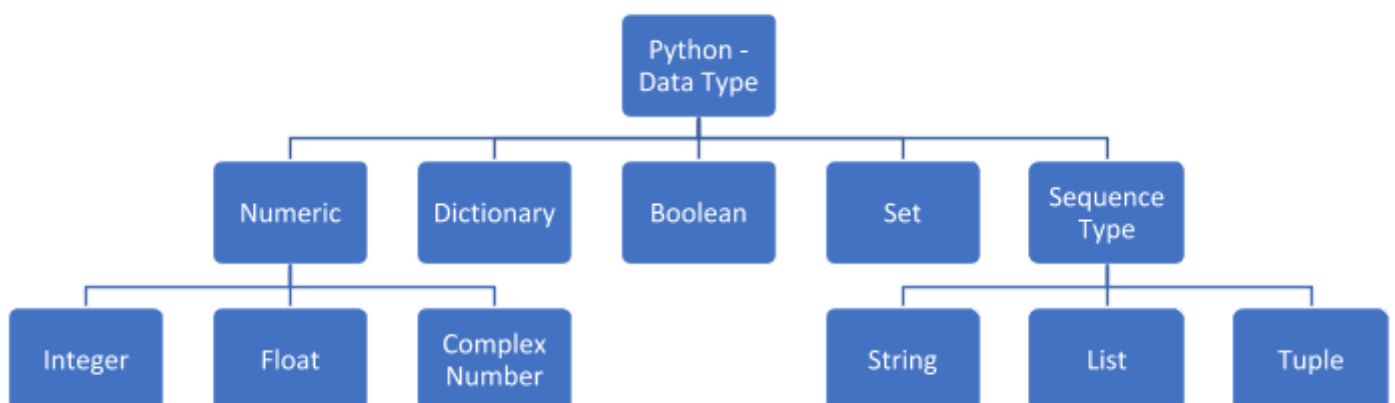 Python -
Data Type
Numeric
Dictionary
Boolean
Set
Sequence
Type
Integer
Float
Complex
Number
String
List
Tuple